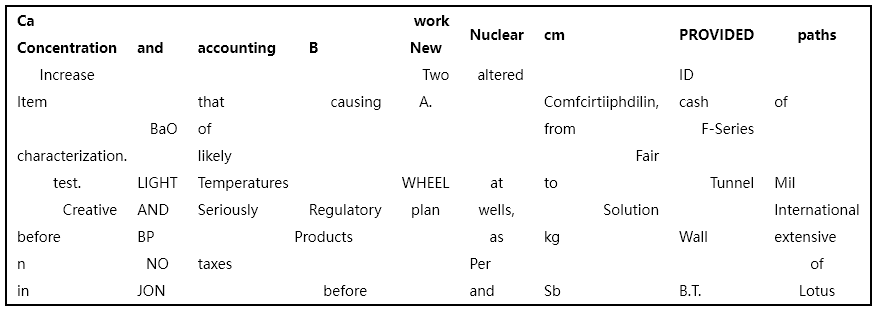 Ca Concentration and accounting B work New Nuclear cm PROVIDED paths
Increase Two altered ID
Item that causing A. Comfcirtiiphdilin, cash of
BaO of from F-Series
characterization. likely Fair
test. LIGHT Temperatures WHEEL at to Tunnel Mil
Creative AND Seriously Regulatory plan wells, Solution International
before BP Products as kg Wall extensive
n NO taxes Per of
in JON before and Sb B.T. Lotus